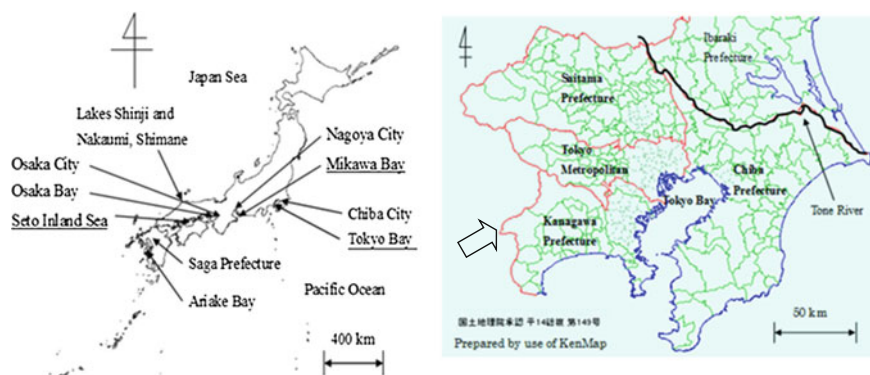 Japan Sea
Lakes Shinji and
Nakaumi, Shimane
Nagoya City
Osaka City
Mikawa Bay
Osaka Bay
Seto Inland Sea
Chiba City
Tokyo Bay
Saga Prefecture
Ariake Bay
Pacific Ocean
400 km
Ibaraki
Prefecture
Saitama
Prefecture
Tokyo
Metropolitan
Chiba
Prefecture
Tokyo Bay
Kanagawa
Prefecture
Tone River
国土地理院承認 平14総複 第149号
50 km
Prepared by use of KenMap